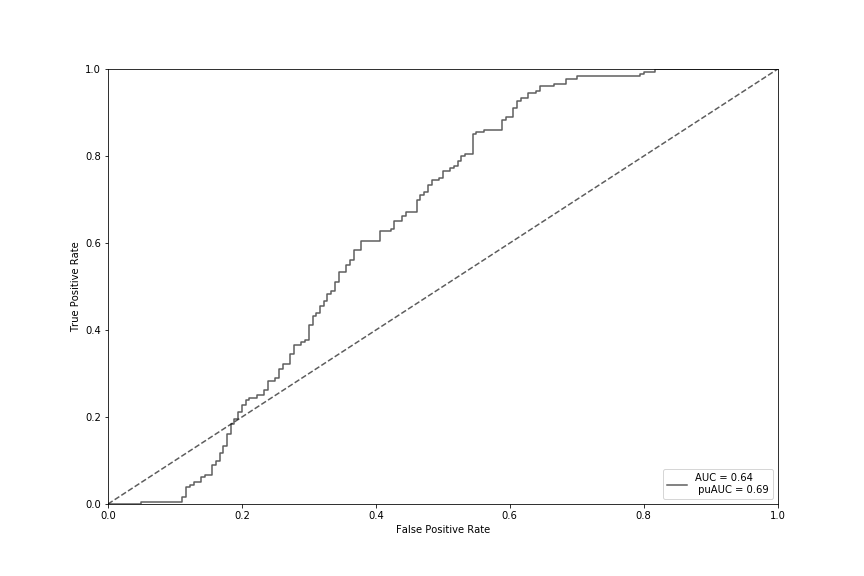 1.0
0.8
0.6
0.4
0.2
0.0
True Positive Rate
AUC = 0.64
puAUC = 0.69
0.0 0.2 0.4 0.6 0.8 1.0
False Positive Rate